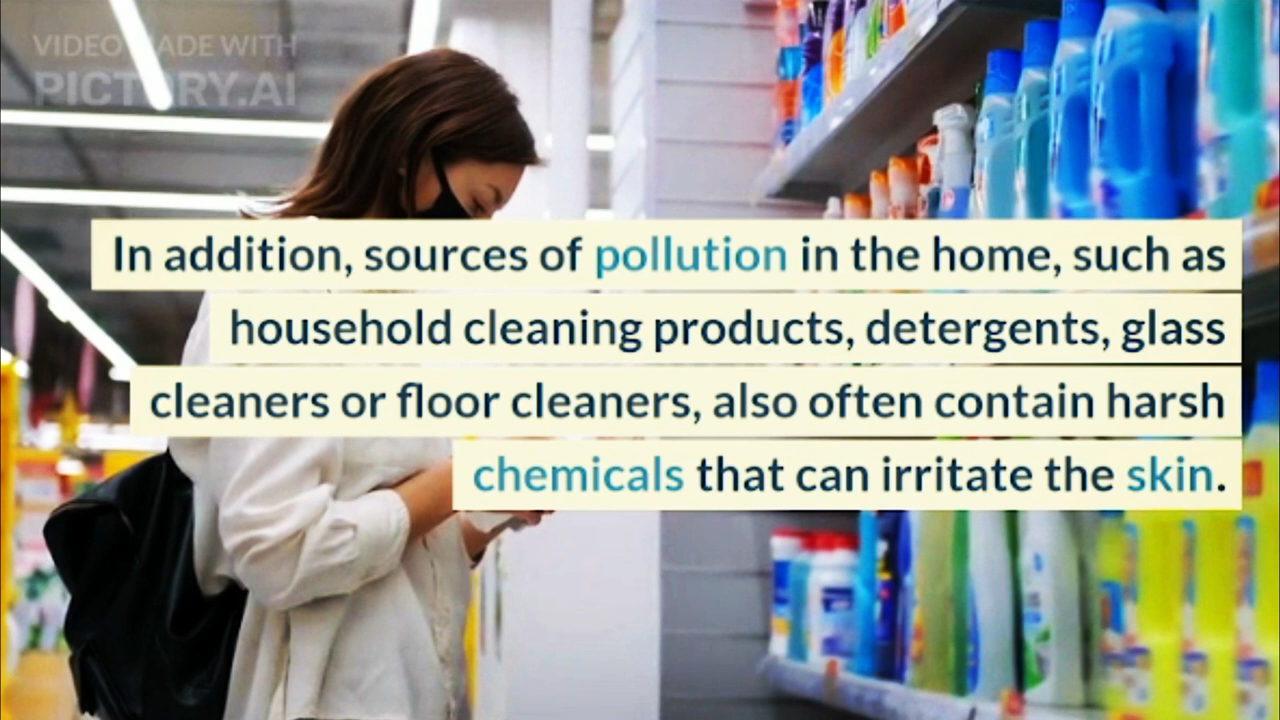 VIDEO MADE WITH
PICTORY.AI
In addition, sources of pollution in the home, such as
household cleaning products, detergents, glass
cleaners or floor cleaners, also often contain harsh
chemicals that can irritate the skin.